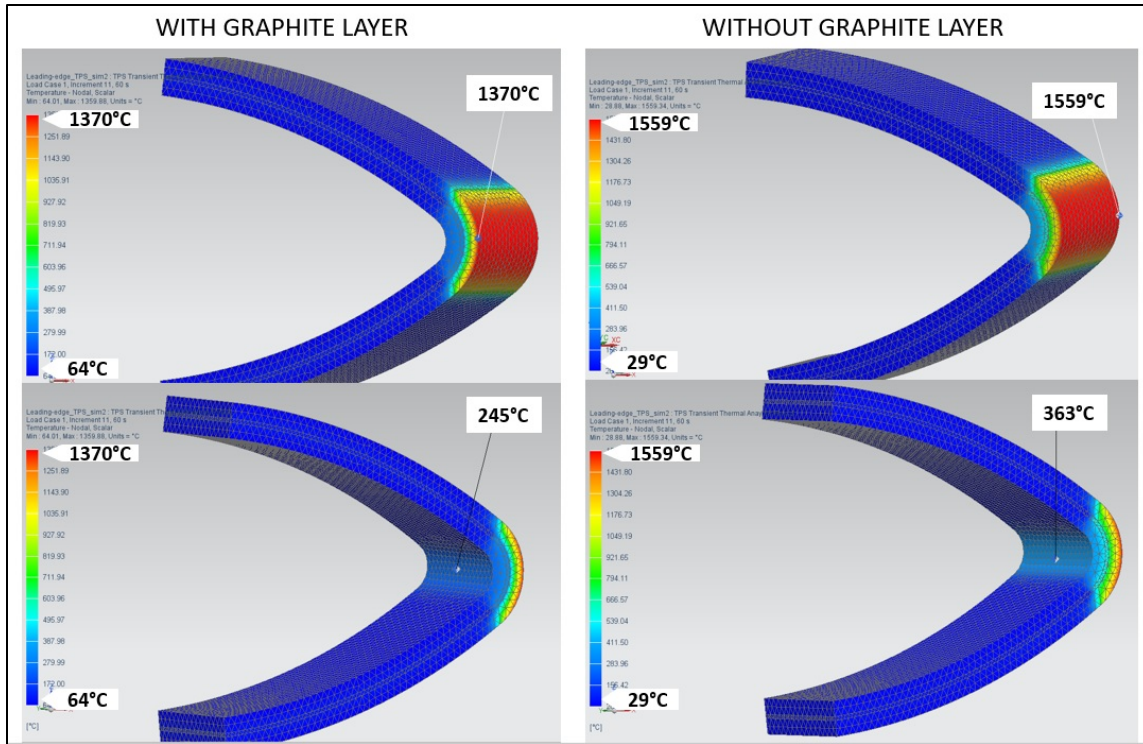 WITH GRAPHITE LAYER
WITHOUT GRAPHITE LAYER
Leading-edge_TPS_sim2 : TPS Transient T
Load Case 1, Increment 11, 60 s
Temperature - Nodal, Scalar
Min : 64.01, Max : 1359.88, Units = °C
1370°C
1370°C
1251.89
1143.90
1035.91
927.92
819.93
711.94
603.96
495.97
387.98
279.99
172.00
64°C
Leading-edge_TPS_sim2 : TPS Transient Thermal
Load Case 1, Increment 11, 60 s
Temperature - Nodal, Scalar
Min : 28.88, Max : 1559.34, Units = °C
1559°C
1559°C
1431.80
1304.26
1176.73
1049.19
921.65
794.11
666.57
539.04
411.50
283.96
XC
29°C
Leading-edge_TPS_sim2 : TPS Transient Th
Load Case 1, Increment 11, 60 s
Temperature - Nodal, Scalar
Min : 64.01, Max : 1359.88, Units = °C
245°C
1370°C
1251.89
1143.90
1035.91
927.92
819.93
711.94
603.96
495.97
387.98
279.99
172.00
64°C
[°C]
Leading-edge_TPS_sim2 : TPS Transient Thermal Anay
Load Case 1, Increment 11, 60 s
Temperature - Nodal, Scalar
Min : 28.88, Max : 1559.34, Units = °C
363°C
1559°C
1431.80
1304.26
1176.73
1049.19
921.65
794.11
666.57
539.04
411.50
283.96
156.42
29°C
[°C]